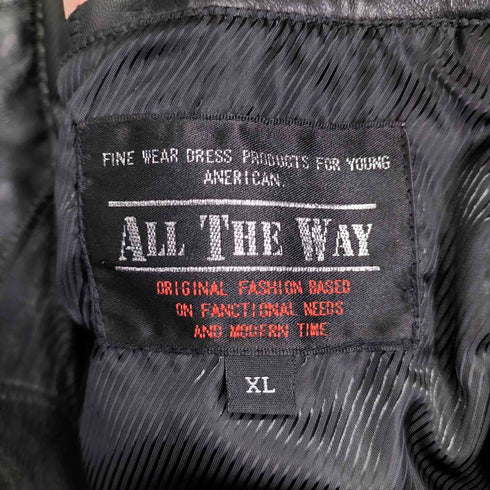 FINE WEAR DRESS PRODUCTS FOR YOUNG
AMERICAN.
ALL THE WAY
ORIGINAL FASHION BASED
ON FANCTIONAL NEEDS
AND MODERN TIME
XL